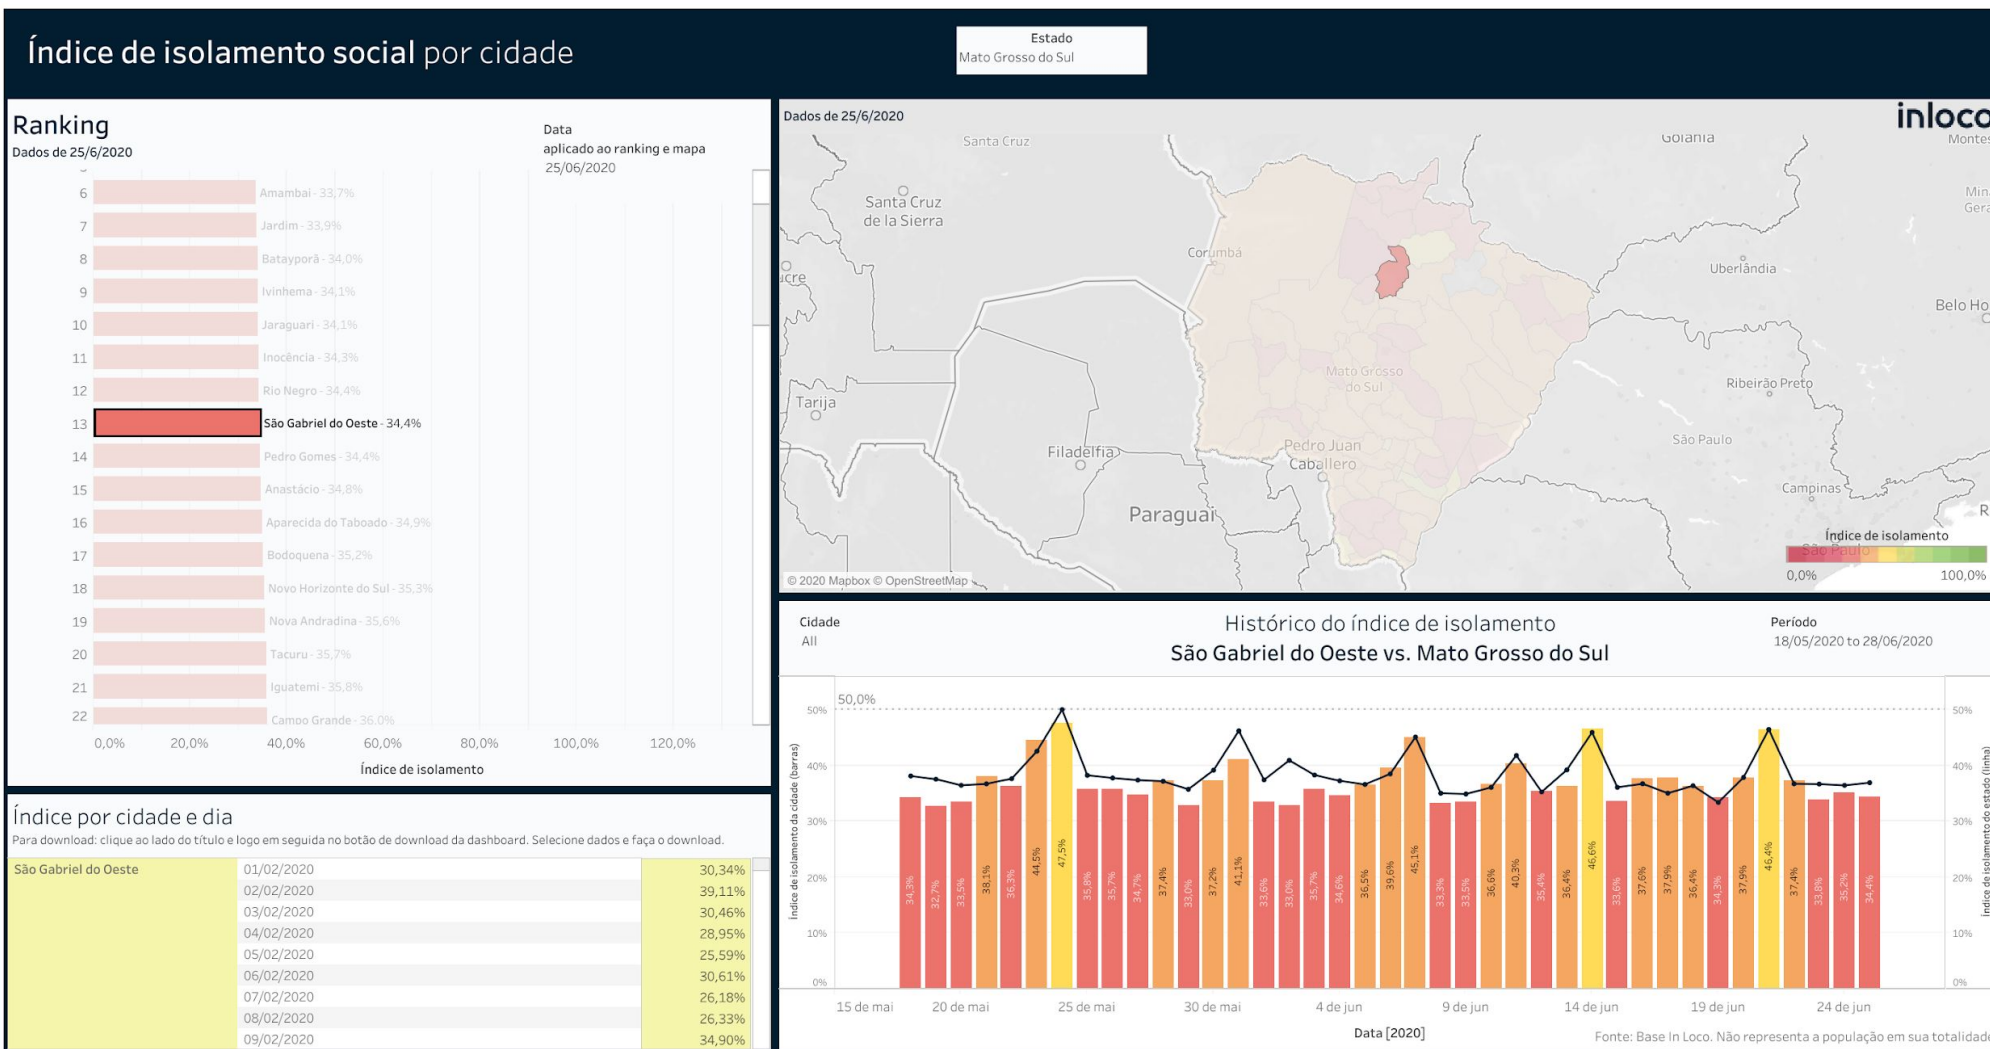 Índice de isolamento social por cidade
Estado
Mato Grosso do Sul
Ranking
Dados de 25/6/2020
Data
aplicado ao ranking e mapa
25/06/2020
6 Amambai - 33,7%
7 Jardim - 33,9%
8 Batayporã - 34,0%
9 Ivinhema - 34,1%
10 Jaraguari - 34,1%
11 Inocência - 34,3%
12 Rio Negro - 34,4%
13 São Gabriel do Oeste - 34,4%
14 Pedro Gomes - 34,4%
15 Anastácio - 34,8%
16 Aparecida do Taboado - 34,9%
17 Bodoquena - 35,2%
18 Novo Horizonte do Sul - 35,3%
19 Nova Andradina - 35,6%
20 Tacuru - 35,7%
21 Iguatemi - 35,8%
22 Campo Grande - 36,0%
0,0% 20,0% 40,0% 60,0% 80,0% 100,0% 120,0%
Índice de isolamento
Índice por cidade e dia
Para download: clique ao lado do título e logo em seguida no botão de download da dashboard. Selecione dados e faça o download.
São Gabriel do Oeste 01/02/2020 30,34%
02/02/2020 39,11%
03/02/2020 30,46%
04/02/2020 28,95%
05/02/2020 25,59%
06/02/2020 30,61%
07/02/2020 26,18%
08/02/2020 26,33%
09/02/2020 34,90%
Dados de 25/6/2020
inloco
Santa Cruz
Goiânia
Montes
Santa Cruz
de la Sierra
Min
Gera
Corumbá
ucre
Uberlândia
Belo Ho
Mato Grosso
do Sul
Ribeirão Preto
Tarija
São Paulo
Filadélfia
Pedro Juan
Caballero
Campinas
Paraguai
R
Índice de isolamento
São Paulo
0,0% 100,0%
© 2020 Mapbox © OpenStreetMap
Cidade
All
Histórico do índice de isolamento
São Gabriel do Oeste vs. Mato Grosso do Sul
Período
18/05/2020 to 28/06/2020
50,0%
Índice de isolamento da cidade (barras)
50%
40%
30%
20%
10%
0%
34,3% 32,7% 33,5% 38,1% 36,3% 44,5% 47,5% 35,8% 35,7% 34,7% 37,4% 33,0% 37,2% 41,1% 33,6% 33,0% 35,7% 34,6% 36,5% 39,6% 45,1% 33,3% 33,5% 36,6% 40,3% 35,4% 36,4% 46,6% 33,6% 37,6% 37,9% 36,4% 34,3% 37,9% 46,4% 37,4% 33,8% 35,2% 34,4%
50%
40%
30%
20%
10%
0%
Índice de isolamento do estado (linha)
15 de mai 20 de mai 25 de mai 30 de mai 4 de jun 9 de jun 14 de jun 19 de jun 24 de jun
Data [2020]
Fonte: Base In Loco. Não representa a população em sua totalidade